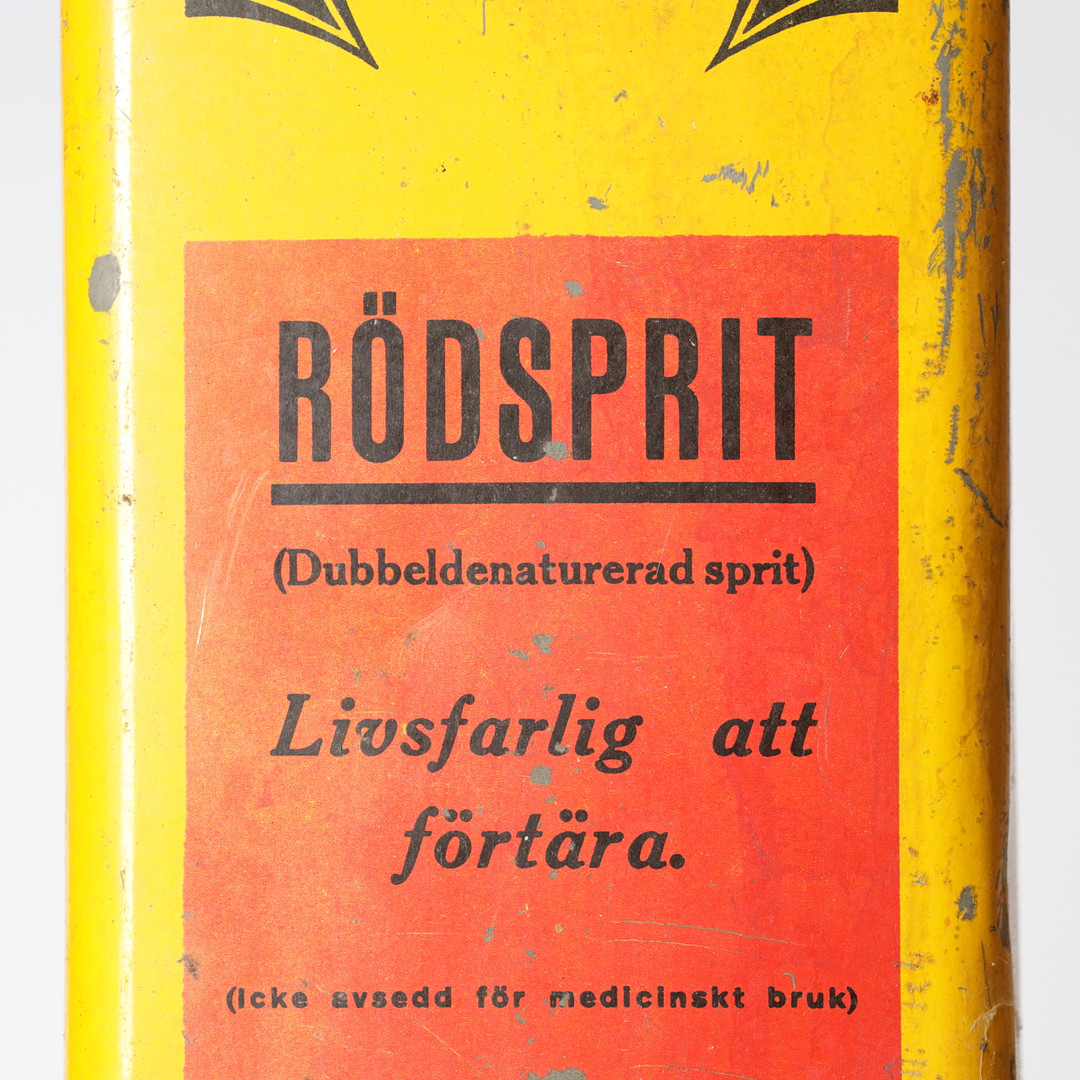 RÖDSPRIT
(Dubbeldenaturerad sprit)
Livsfarlig att
förtära.
(Icke avsedd för medicinskt bruk)